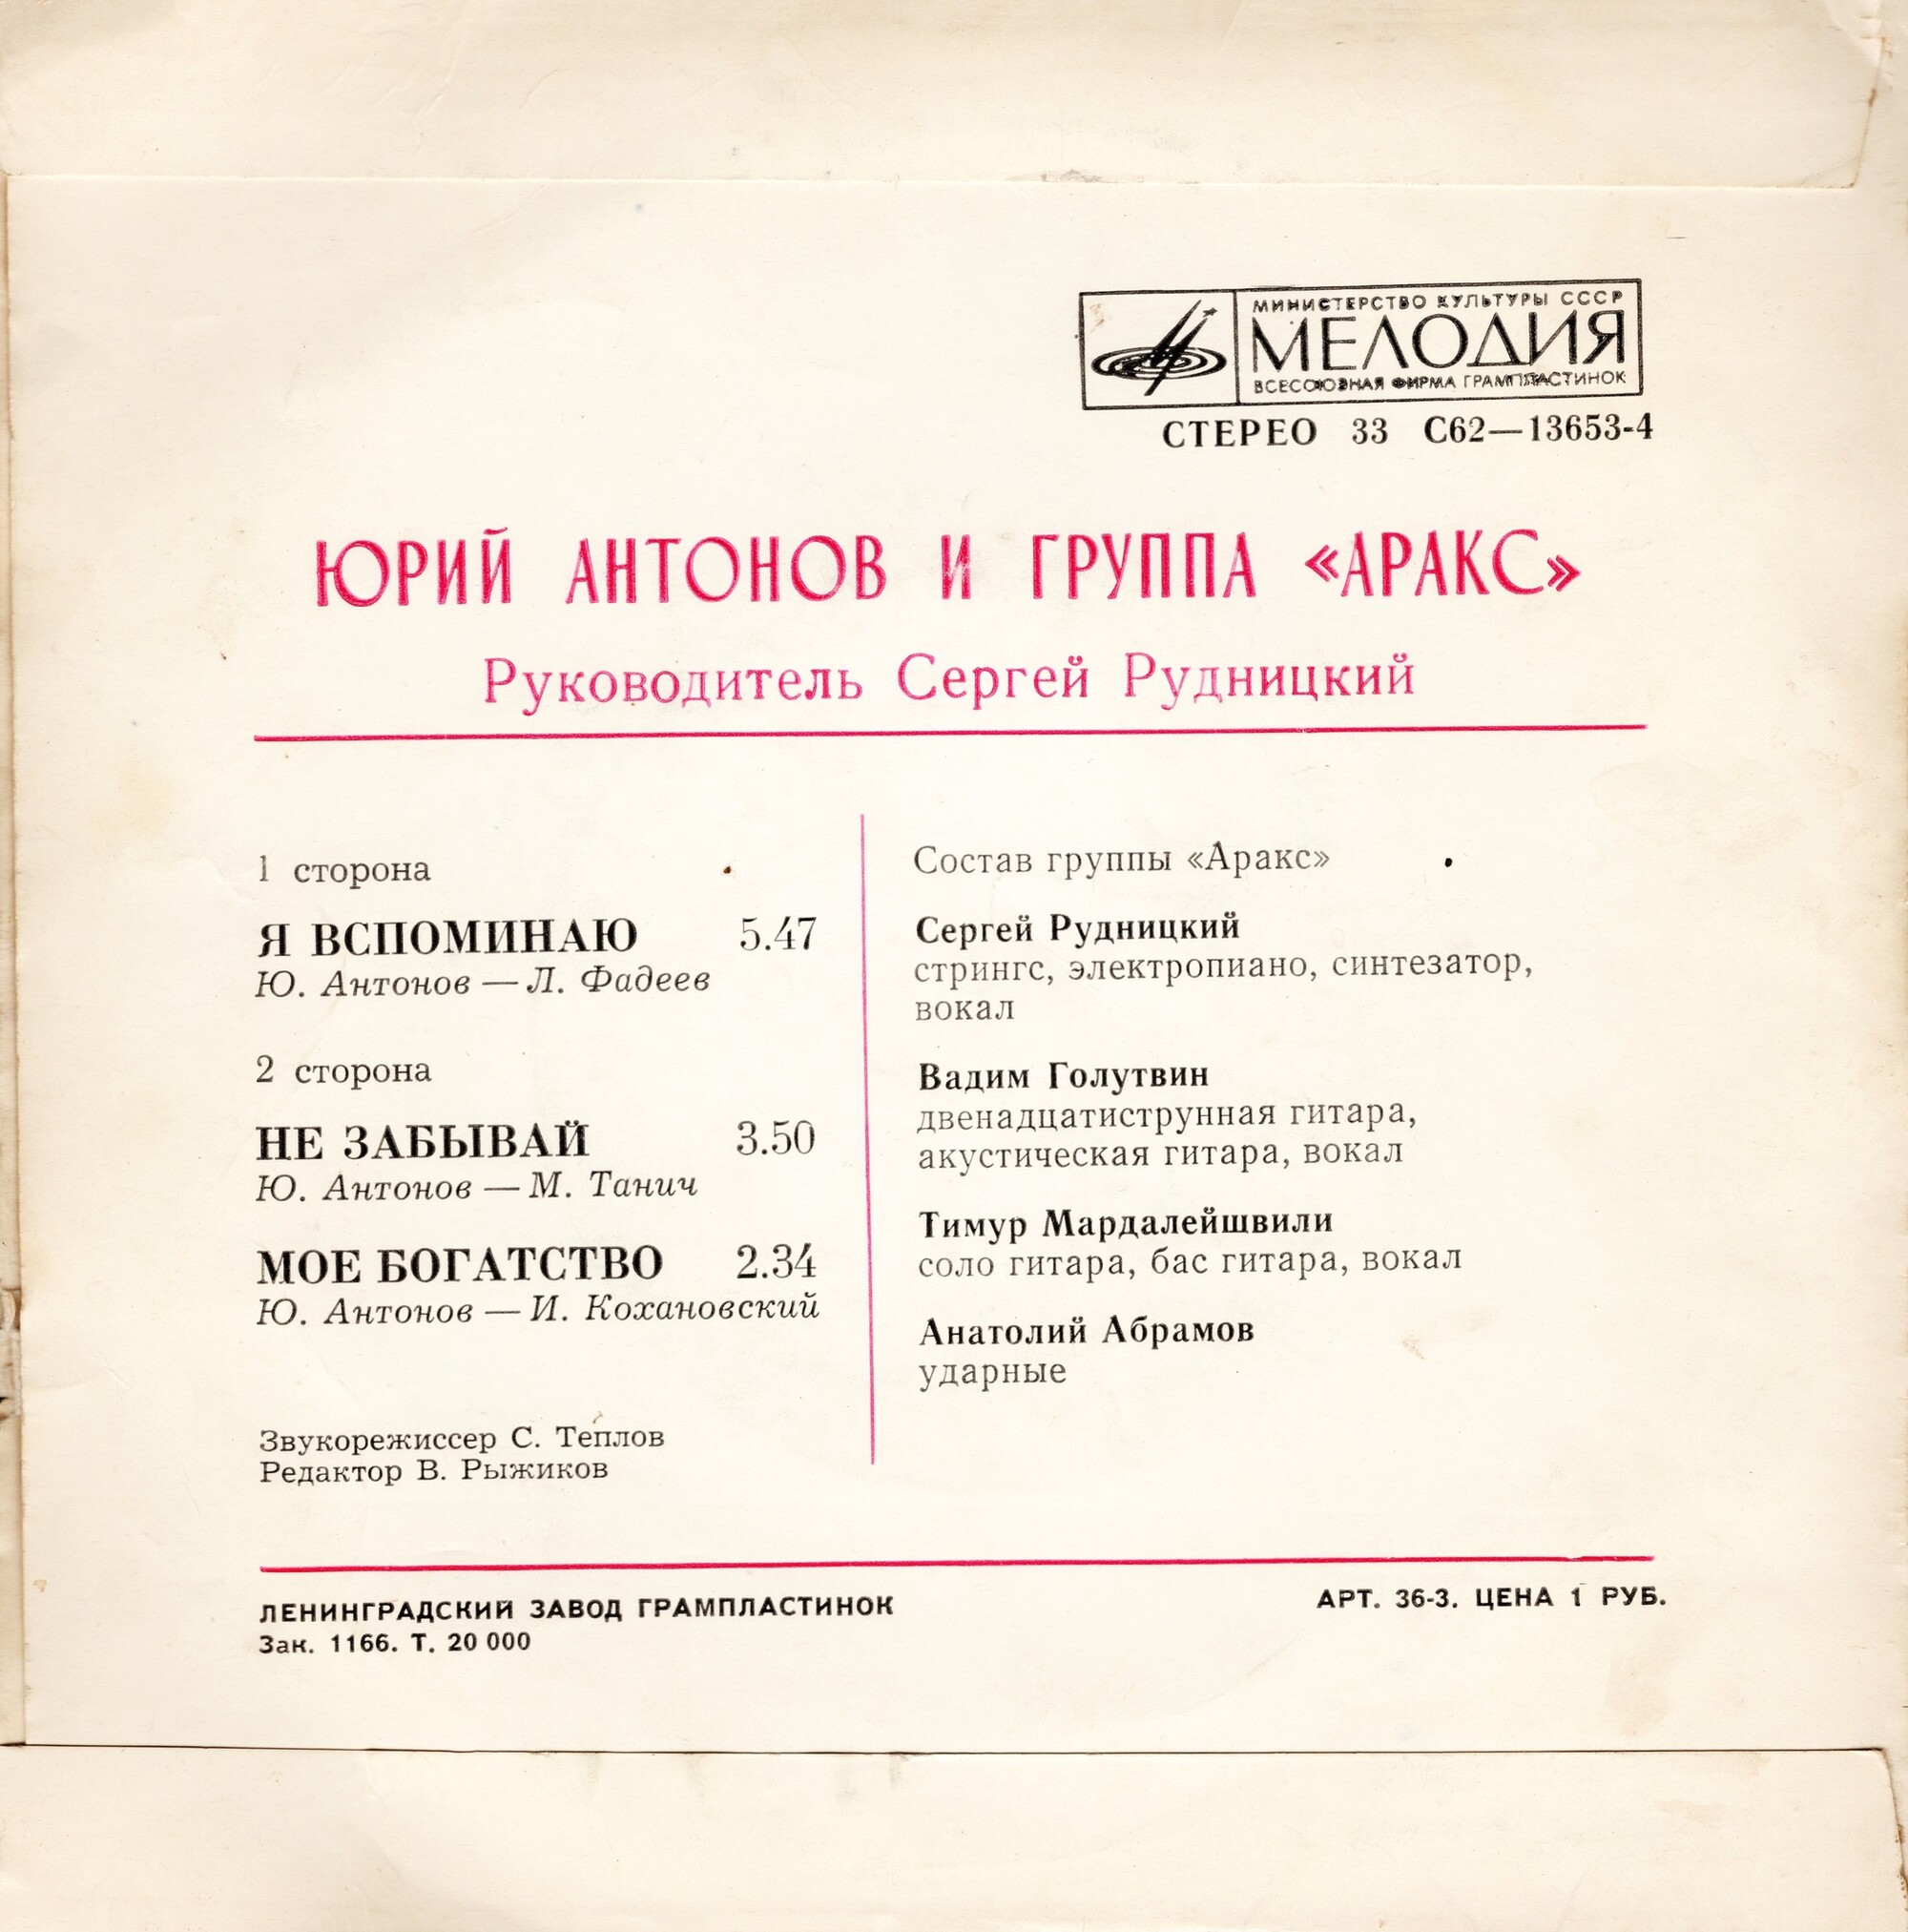 МИНИСТЕРСТВО КУЛЬТУРЫ СССР
МЕЛОДИЯ
ВСЕСОЮЗНАЯ ФИРМА ГРАМПЛАСТИНОК
СТЕРЕО 33 С62—13653-4
ЮРИЙ АНТОНОВ И ГРУППА «АРАКС»
Руководитель Сергей Рудницкий
1 сторона
Я ВСПОМИНАЮ 5.47
Ю. Антонов — Л. Фадеев
2 сторона
НЕ ЗАБЫВАЙ 3.50
Ю. Антонов — М. Танич
МОЕ БОГАТСТВО 2.34
Ю. Антонов — И. Кохановский
Звукорежиссер С. Теплов
Редактор В. Рыжиков
Состав группы «Аракс»
Сергей Рудницкий
стрингс, электропиано, синтезатор,
вокал
Вадим Голутвин
двенадцатиструнная гитара,
акустическая гитара, вокал
Тимур Мардалейшвили
соло гитара, бас гитара, вокал
Анатолий Абрамов
ударные
ЛЕНИНГРАДСКИЙ ЗАВОД ГРАМПЛАСТИНОК
Зак. 1166. Т. 20 000
АРТ. 36-3. ЦЕНА 1 РУБ.